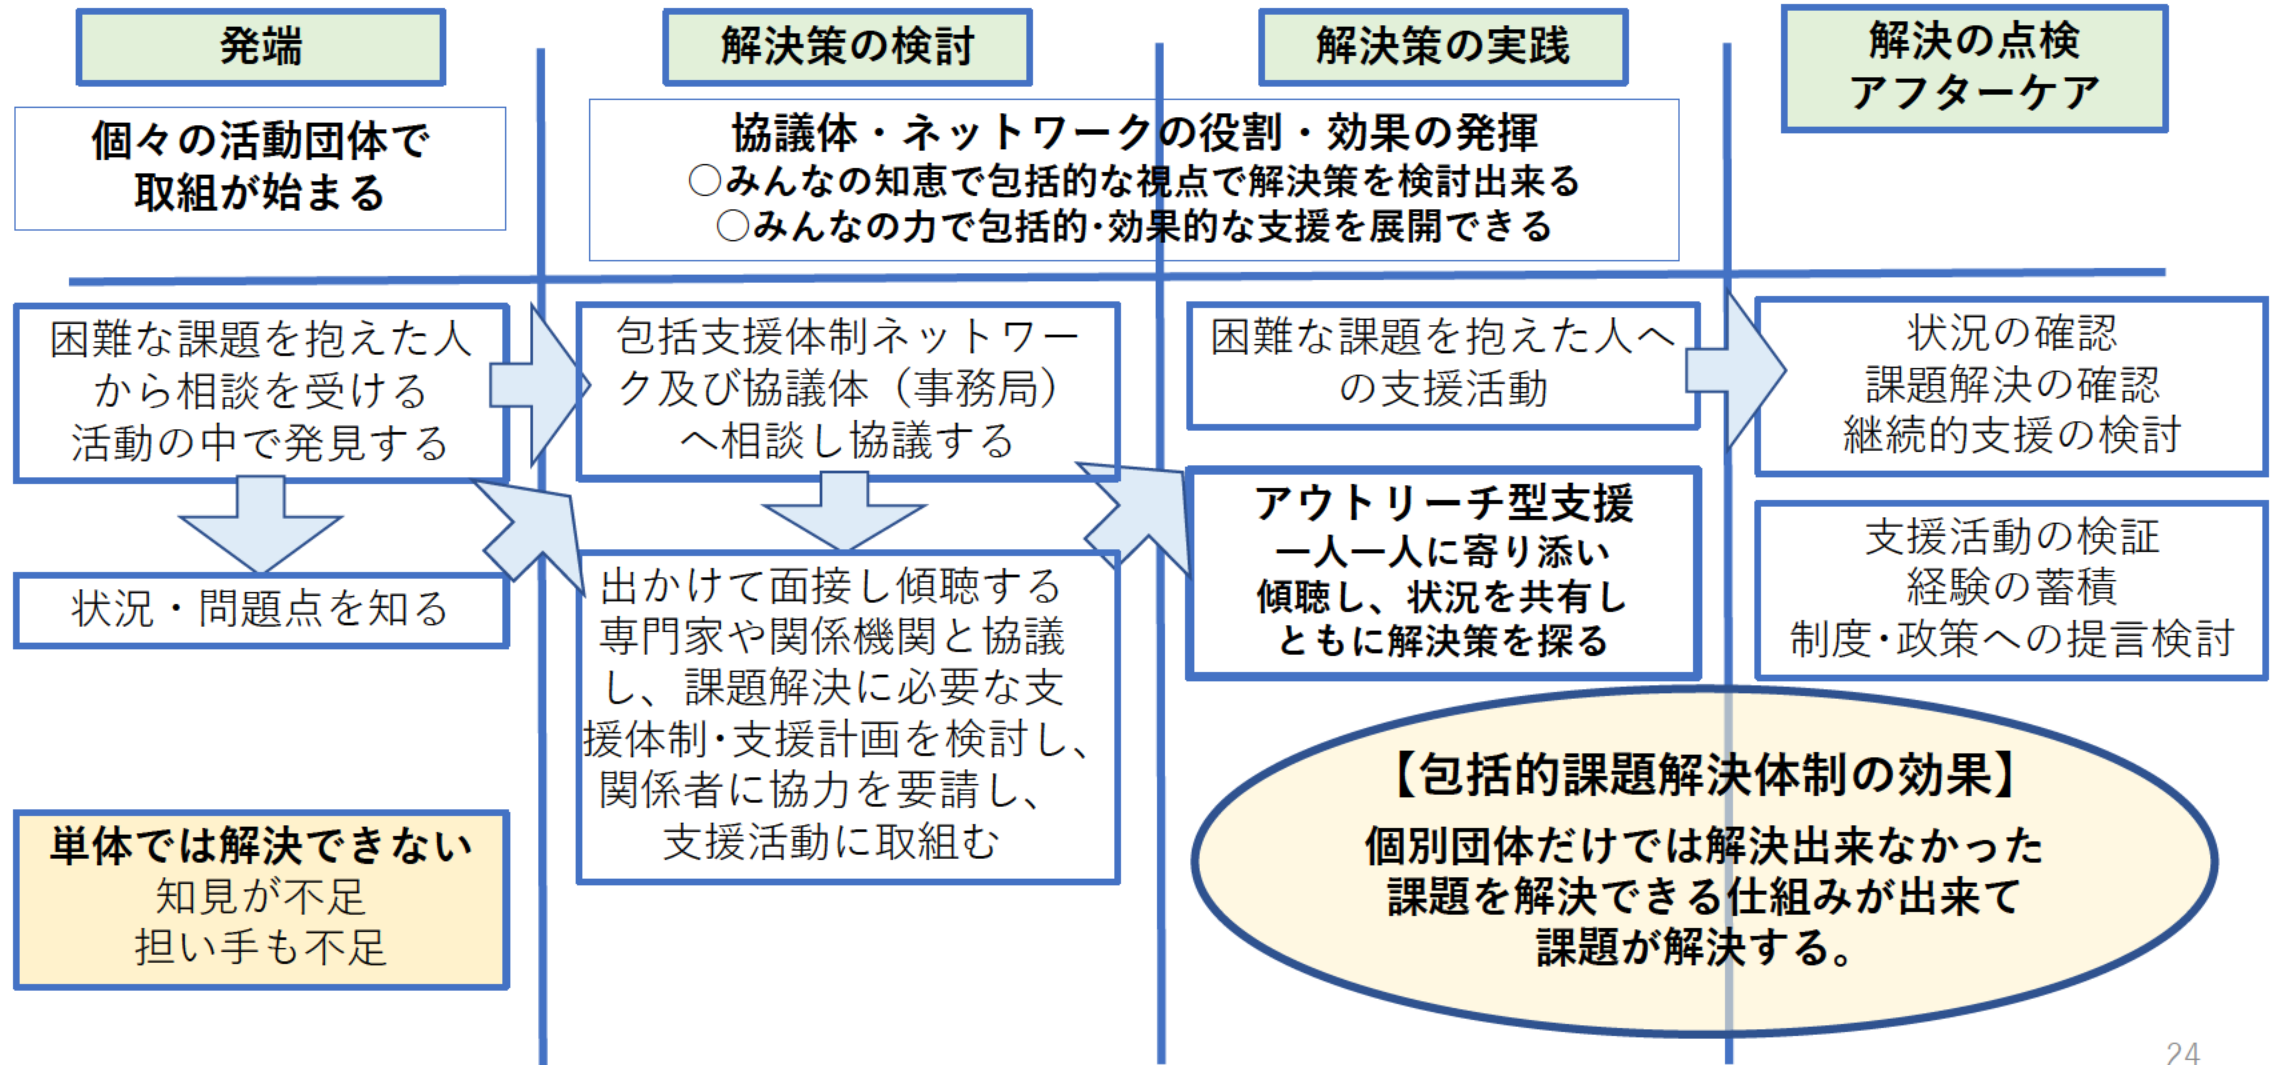 発端
解決策の検討
解決策の実践
解決の点検
アフターケア
個々の活動団体で
取組が始まる
協議体・ネットワークの役割・効果の発揮
○みんなの知恵で包括的な視点で解決策を検討出来る
○みんなの力で包括的･効果的な支援を展開できる
困難な課題を抱えた人
から相談を受ける
活動の中で発見する
状況・問題点を知る
単体では解決できない
知見が不足
担い手も不足
包括支援体制ネットワー
ク及び協議体（事務局）
へ相談し協議する
出かけて面接し傾聴する
専門家や関係機関と協議
し、課題解決に必要な支
援体制･支援計画を検討し、
関係者に協力を要請し、
支援活動に取組む
困難な課題を抱えた人へ
の支援活動
アウトリーチ型支援
一人一人に寄り添い
傾聴し、状況を共有し
ともに解決策を探る
状況の確認
課題解決の確認
継続的支援の検討
支援活動の検証
経験の蓄積
制度･政策への提言検討
【包括的課題解決体制の効果】
個別団体だけでは解決出来なかった
課題を解決できる仕組みが出来て
課題が解決する。
24